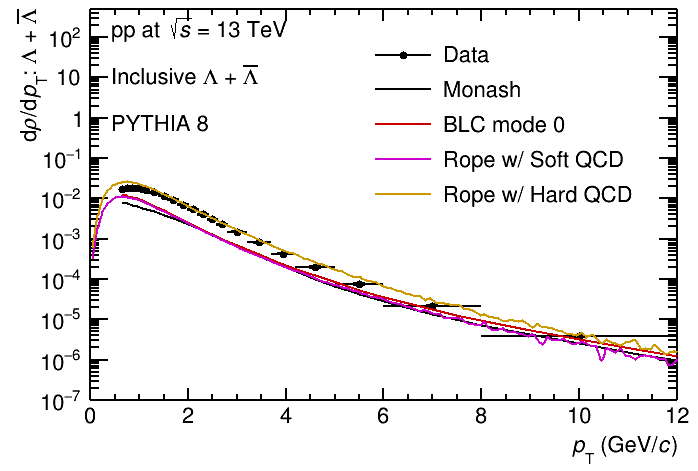 dρ/dp_T: Λ + Λ̅
pp at √s = 13 TeV
Inclusive Λ + Λ̅
PYTHIA 8
Data
Monash
BLC mode 0
Rope w/ Soft QCD
Rope w/ Hard QCD
10²
10
1
10⁻¹
10⁻²
10⁻³
10⁻⁴
10⁻⁵
10⁻⁶
10⁻⁷
0 2 4 6 8 10 12
p_T (GeV/c)